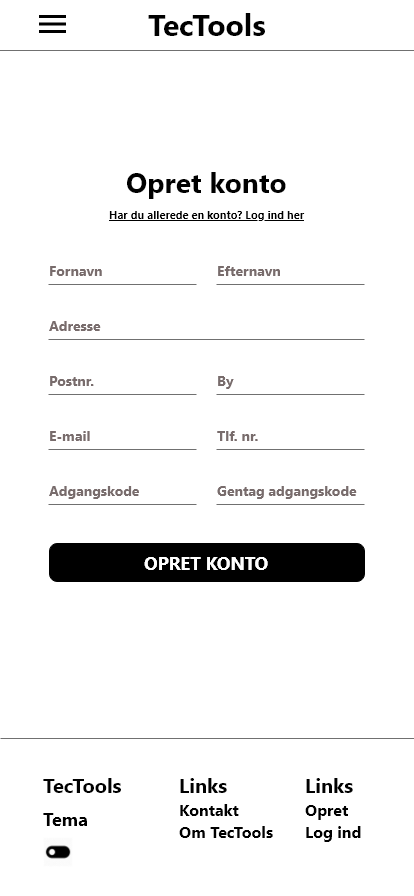 TecTools
Opret konto
Har du allerede en konto? Log ind her
Fornavn Efternavn
Adresse
Postnr. By
E-mail Tlf. nr.
Adgangskode Gentag adgangskode
OPRET KONTO
TecTools Links Links
Kontakt Opret
Tema
Om TecTools Log ind